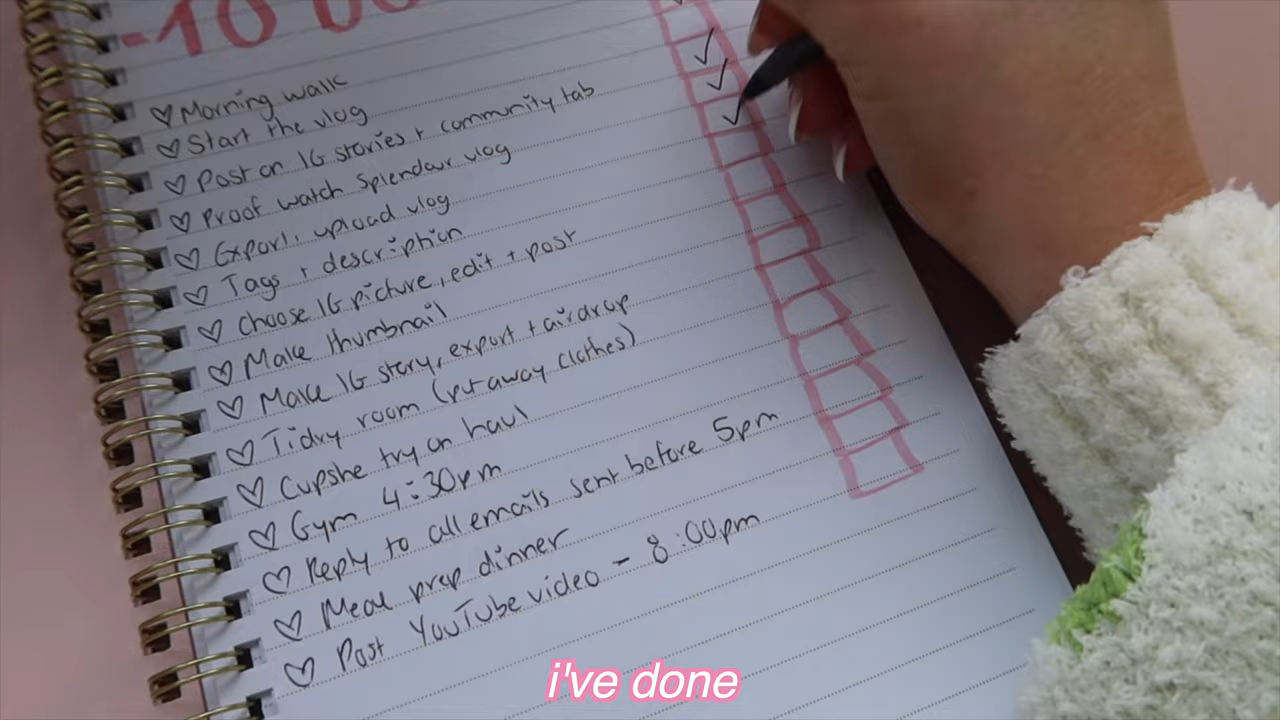 -TO DO
♡ Morning walk
♡ Start the vlog
♡ Post on IG stories + community tab
♡ Proof watch Splendour vlog
♡ Export, upload vlog
♡ Tags + description
♡ Choose IG picture, edit + post
♡ Make thumbnail
♡ Make IG story, export + airdrop
♡ Tidry room (put away clothes)
♡ Cupshe try on haul
♡ Gym 4:30pm
♡ Reply to all emails sent before 5pm
♡ Meal prep dinner
♡ Post YouTube video - 8:00pm
i've done